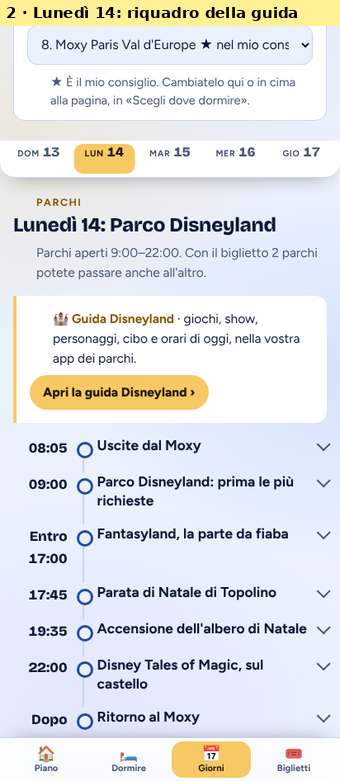 2 · Lunedì 14: riquadro della guida
8. Moxy Paris Val d'Europe ★ nel mio cons
★ È il mio consiglio. Cambiatelo qui o in cima
alla pagina, in «Scegli dove dormire».
DOM 13 LUN 14 MAR 15 MER 16 GIO 17
PARCHI
Lunedì 14: Parco Disneyland
Parchi aperti 9:00–22:00. Con il biglietto 2 parchi
potete passare anche all'altro.
🏰 Guida Disneyland · giochi, show,
personaggi, cibo e orari di oggi, nella vostra
app dei parchi.
Apri la guida Disneyland ›
08:05 Uscite dal Moxy
09:00 Parco Disneyland: prima le più
richieste
Entro Fantasyland, la parte da fiaba
17:00
17:45 Parata di Natale di Topolino
19:35 Accensione dell'albero di Natale
22:00 Disney Tales of Magic, sul
castello
Dopo Ritorno al Moxy
Piano Dormire Giorni Biglietti